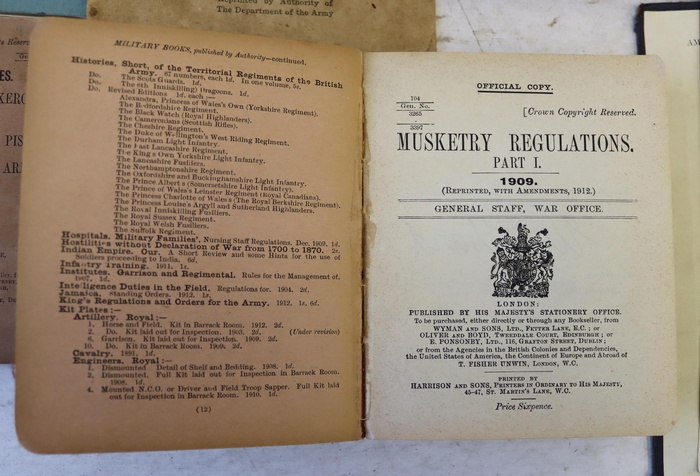 Reprinted by Authority of
The Department of the Army
MILITARY BOOKS, published by Authority—continued.
Histories, Short, of the Territorial Regiments of the British
Army. 67 numbers, each 1d. In one volume, 5s.
Do. The Scots Guards. 1d.
Do. The 6th (Inniskilling) Dragoons. 1d.
Do. Revised Editions 1d. each:—
Alexandra, Princess of Wales's Own (Yorkshire Regiment).
The Bedfordshire Regiment.
The Black Watch (Royal Highlanders).
The Cameronians (Scottish Rifles).
The Cheshire Regiment.
The Duke of Wellington's West Riding Regiment.
The Durham Light Infantry.
The East Lancashire Regiment.
The King's Own Yorkshire Light Infantry.
The Lancashire Fusiliers.
The Northamptonshire Regiment.
The Oxfordshire and Buckinghamshire Light Infantry.
The Prince Albert's (Somersetshire Light Infantry).
The Prince of Wales's Leinster Regiment (Royal Canadians).
The Princess Charlotte of Wales's (The Royal Berkshire Regiment).
The Princess Louise's Argyll and Sutherland Highlanders.
The Royal Inniskilling Fusiliers.
The Royal Sussex Regiment.
The Royal Welsh Fusiliers.
The Suffolk Regiment.
Hospitals, Military Families', Nursing Staff Regulations. Dec. 1909. 1d.
Hostilities without Declaration of War from 1700 to 1870. 2s.
Indian Empire, Our. A Short Review and some Hints for the use of
Soldiers proceeding to India. 6d.
Infantry Training. 1911. 1s.
Institutes, Garrison and Regimental. Rules for the Management of.
1d.
Intelligence Duties in the Field. Regulations for. 1904. 2d.
Jamaica. Standing Orders. 1912. 1s.
King's Regulations and Orders for the Army. 1912. 1s. 6d.
Kit Plates:—
Artillery, Royal:—
1. Horse and Field. Kit in Barrack Room. 1912. 2d.
2. Do. Kit laid out for Inspection. 1903. 2d. (Under revision)
6. Garrison. Kit laid out for Inspection. 1909. 2d.
10. Do. Kit in Barrack Room. 1909. 2d.
Cavalry. 1891. 1d.
Engineers, Royal:—
1. Dismounted. Detail of Shelf and Bedding. 1908. 1d.
2. Dismounted. Full Kit laid out for Inspection in Barrack Room.
1908. 1d.
4. Mounted N.C.O. or Driver and Field Troop Sapper. Full Kit laid
out for Inspection in Barrack Room. 1910. 1d.
(12)
OFFICIAL COPY.
104
Gen. No.
3265
3397
[Crown Copyright Reserved.
MUSKETRY REGULATIONS.
PART I.
1909.
(REPRINTED, WITH AMENDMENTS, 1912.)
GENERAL STAFF, WAR OFFICE.
LONDON:
PUBLISHED BY HIS MAJESTY'S STATIONERY OFFICE.
To be purchased, either directly or through any Bookseller, from
WYMAN AND SONS, LTD., FETTER LANE, E.C.; or
OLIVER AND BOYD, TWEEDDALE COURT, EDINBURGH; or
E. PONSONBY, LTD., 116, GRAFTON STREET, DUBLIN;
or from the Agencies in the British Colonies and Dependencies,
the United States of America, the Continent of Europe and Abroad of
T. FISHER UNWIN, LONDON, W.C.
PRINTED BY
HARRISON AND SONS, PRINTERS IN ORDINARY TO HIS MAJESTY,
45-47, ST. MARTIN'S LANE, W.C.
Price Sixpence.